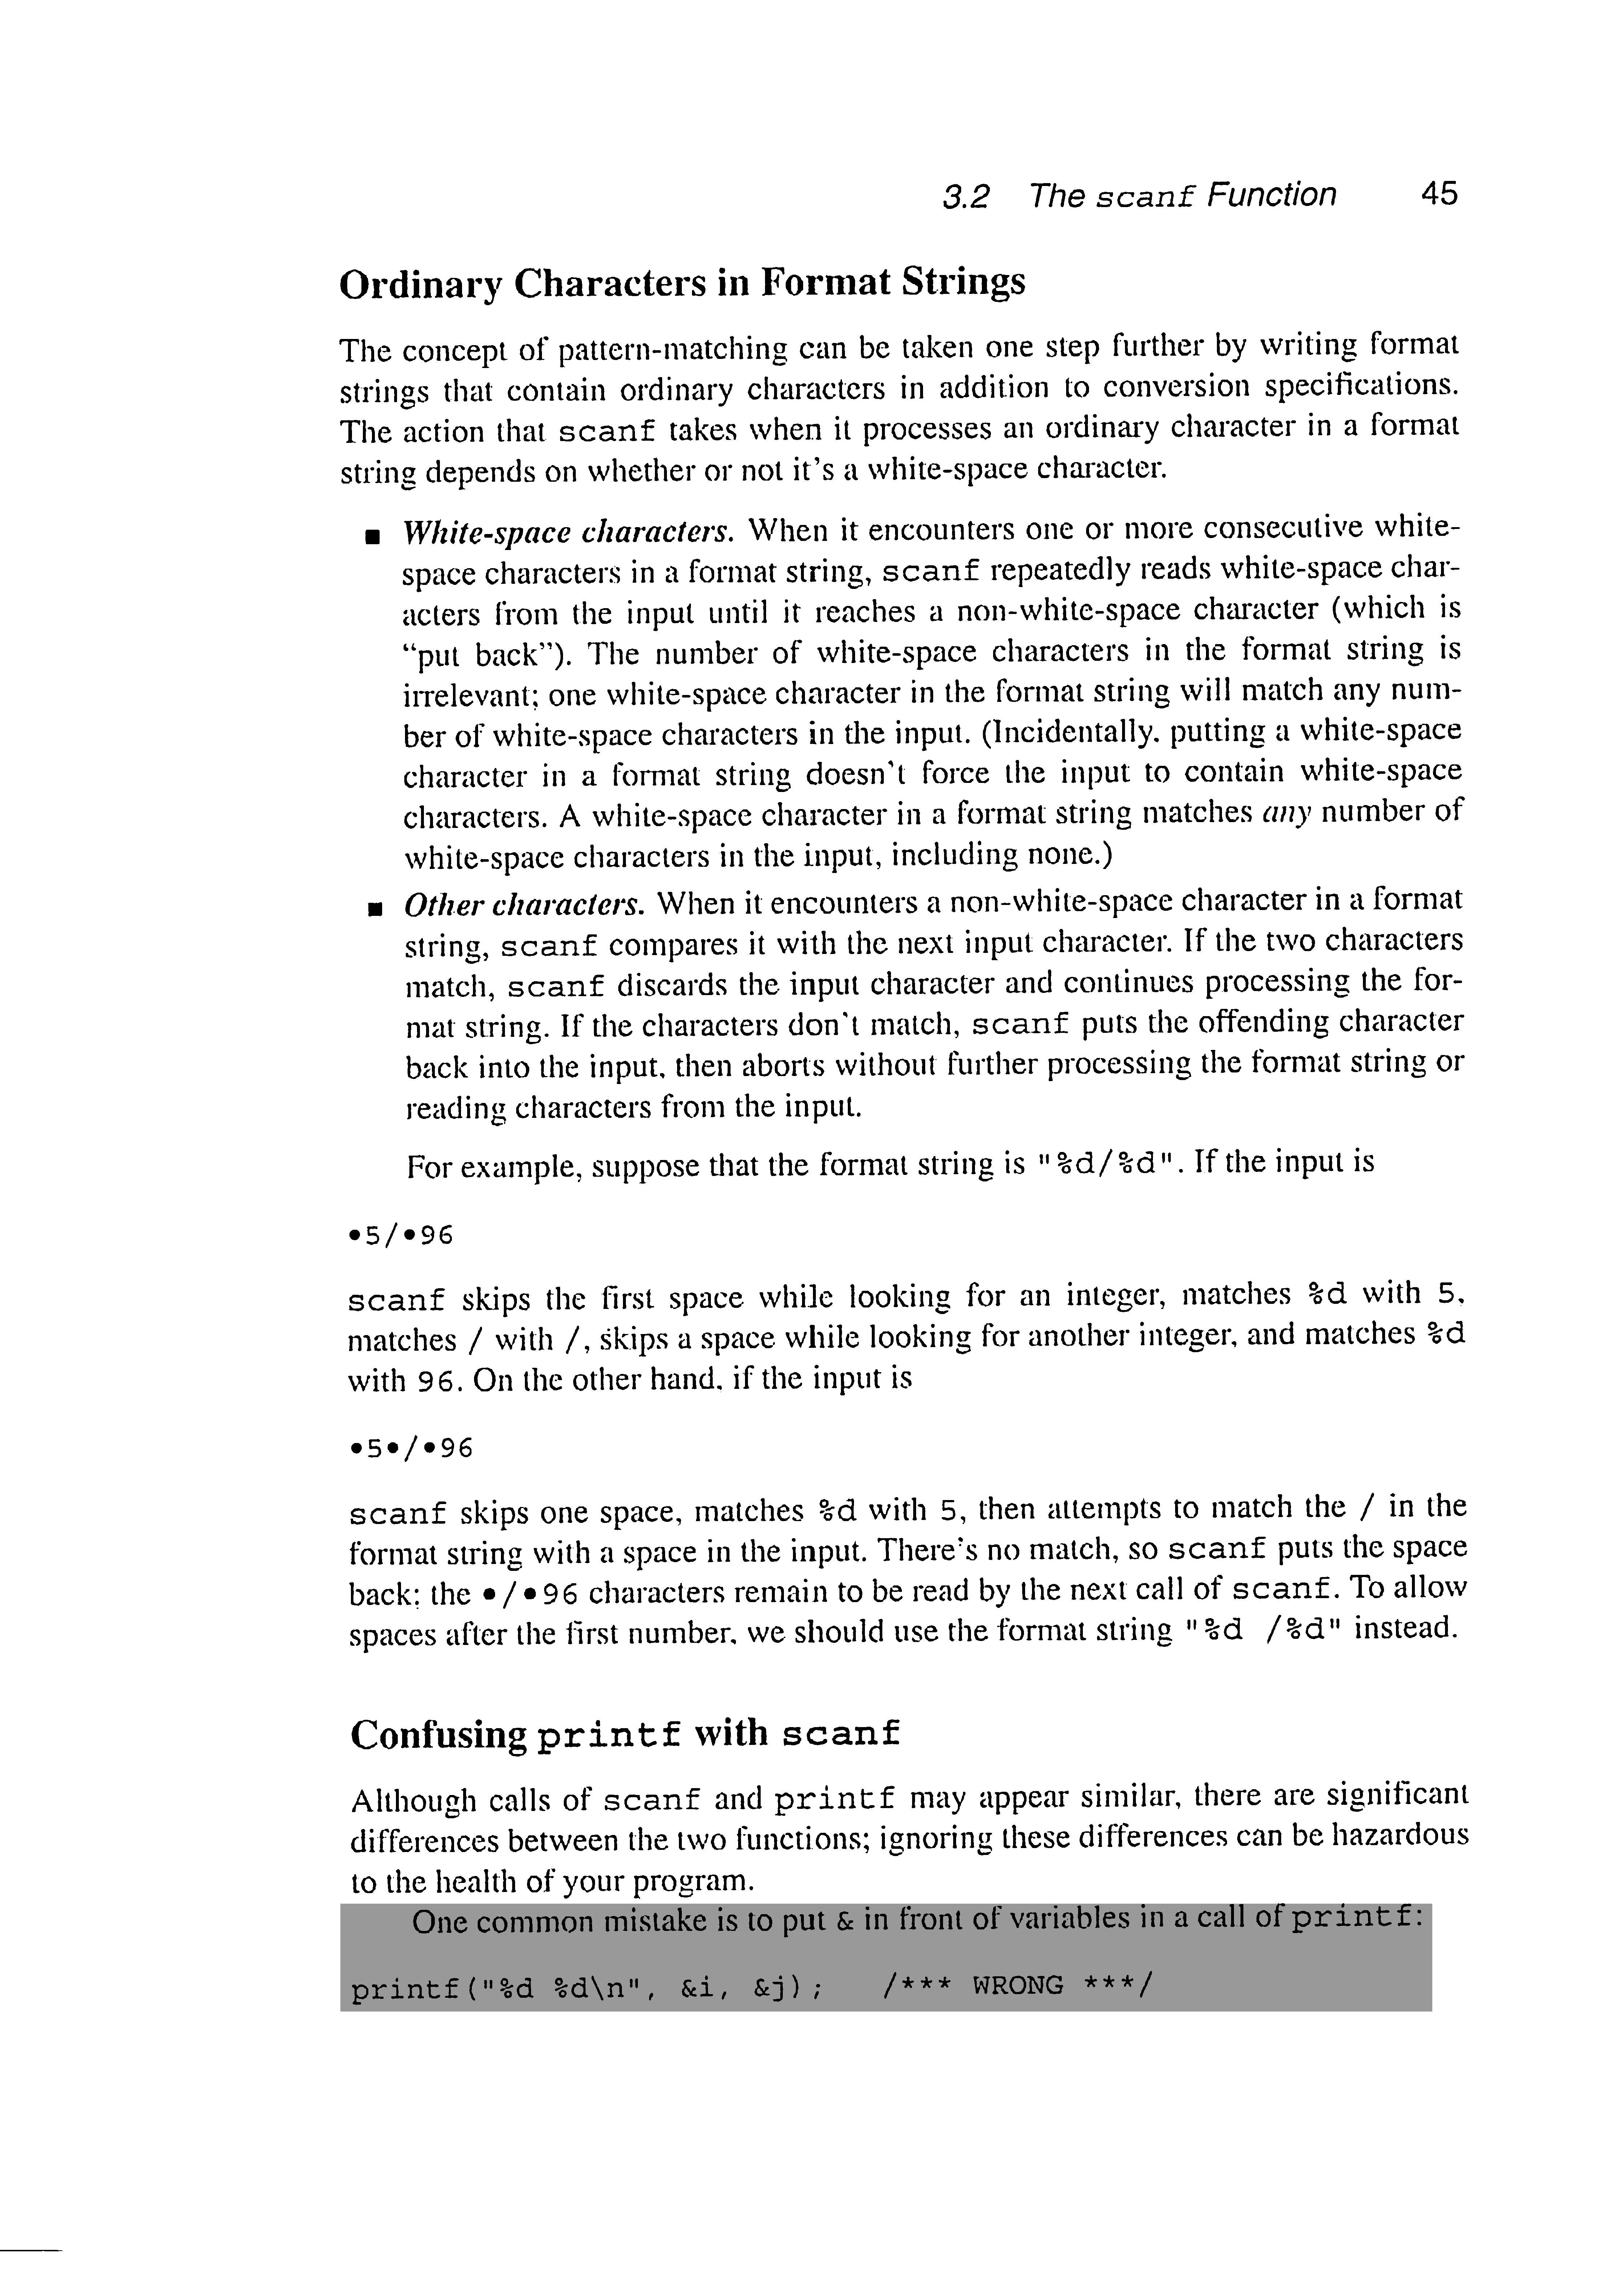 3.2 The scanf Function 45
Ordinary Characters in Format Strings
The concept of pattern-matching can be taken one step further by writing format
strings that contain ordinary characters in addition to conversion specifications.
The action that scanf takes when it processes an ordinary character in a format
string depends on whether or not it's a white-space character.
■ White-space characters. When it encounters one or more consecutive white-
space characters in a format string, scanf repeatedly reads white-space char-
acters from the input until it reaches a non-white-space character (which is
“put back”). The number of white-space characters in the format string is
irrelevant; one white-space character in the format string will match any num-
ber of white-space characters in the input. (Incidentally. putting a white-space
character in a format string doesn't force the input to contain white-space
characters. A white-space character in a format string matches any number of
white-space characters in the input, including none.)
■ Other characters. When it encounters a non-white-space character in a format
string, scanf compares it with the next input character. If the two characters
match, scanf discards the input character and continues processing the for-
mat string. If the characters don't match, scanf puts the offending character
back into the input, then aborts without further processing the format string or
reading characters from the input.
For example, suppose that the format string is "%d/%d". If the input is
•5/•96
scanf skips the first space while looking for an integer, matches %d with 5,
matches / with /, skips a space while looking for another integer, and matches %d
with 96. On the other hand, if the input is
•5•/•96
scanf skips one space, matches %d with 5, then attempts to match the / in the
format string with a space in the input. There's no match, so scanf puts the space
back; the •/•96 characters remain to be read by the next call of scanf. To allow
spaces after the first number, we should use the format string "%d /%d" instead.
Confusing printf with scanf
Although calls of scanf and printf may appear similar, there are significant
differences between the two functions; ignoring these differences can be hazardous
to the health of your program.
One common mistake is to put & in front of variables in a call of printf:
printf("%d %d\n", &i, &j); /*** WRONG ***/